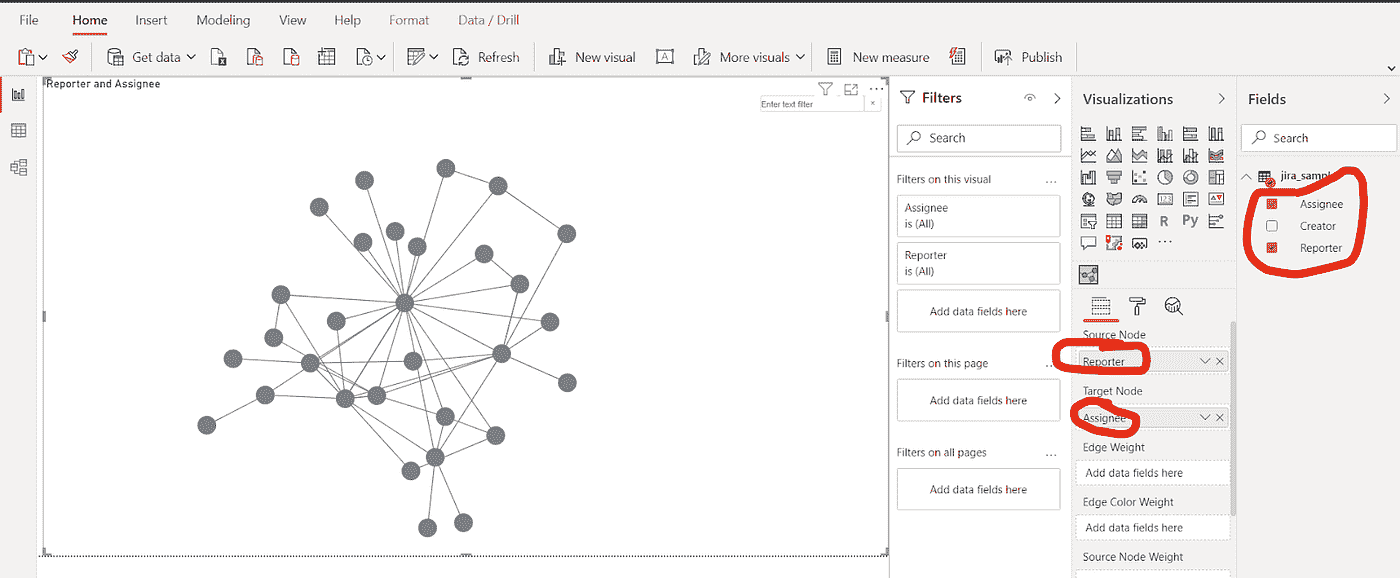 File Home Insert Modeling View Help Format Data / Drill
Get data Refresh New visual A More visuals New measure Publish
Reporter and Assignee
Enter text filter ×
Filters
Search
Filters on this visual ...
Assignee
is (All)
Reporter
is (All)
Add data fields here
Filters on this page
Add data fields here
Filters on all pages ...
Add data fields here
Visualizations
123
R Py
...
Source Node
Reporter
Target Node
Assignee
Edge Weight
Add data fields here
Edge Color Weight
Add data fields here
Source Node Weight
Fields
Search
Assignee
Creator
Reporter